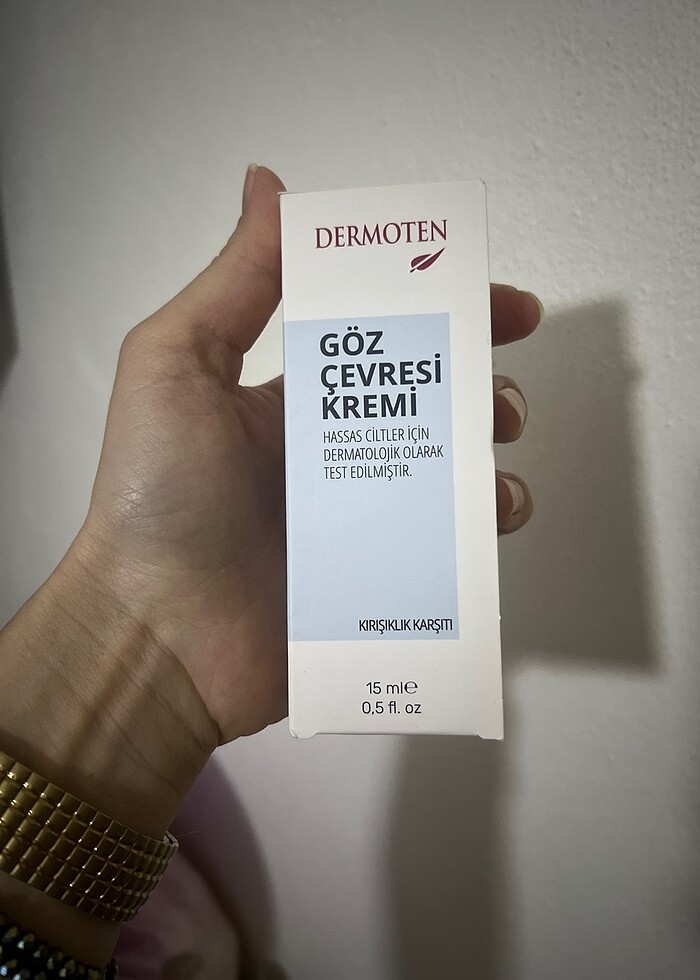 DERMOTEN
GÖZ
ÇEVRESİ
KREMİ
HASSAS CİLTLER İÇİN
DERMATOLOJİK OLARAK
TEST EDİLMİŞTİR.
KIRIŞIKLIK KARŞITI
15 ml℮
0,5 fl. oz